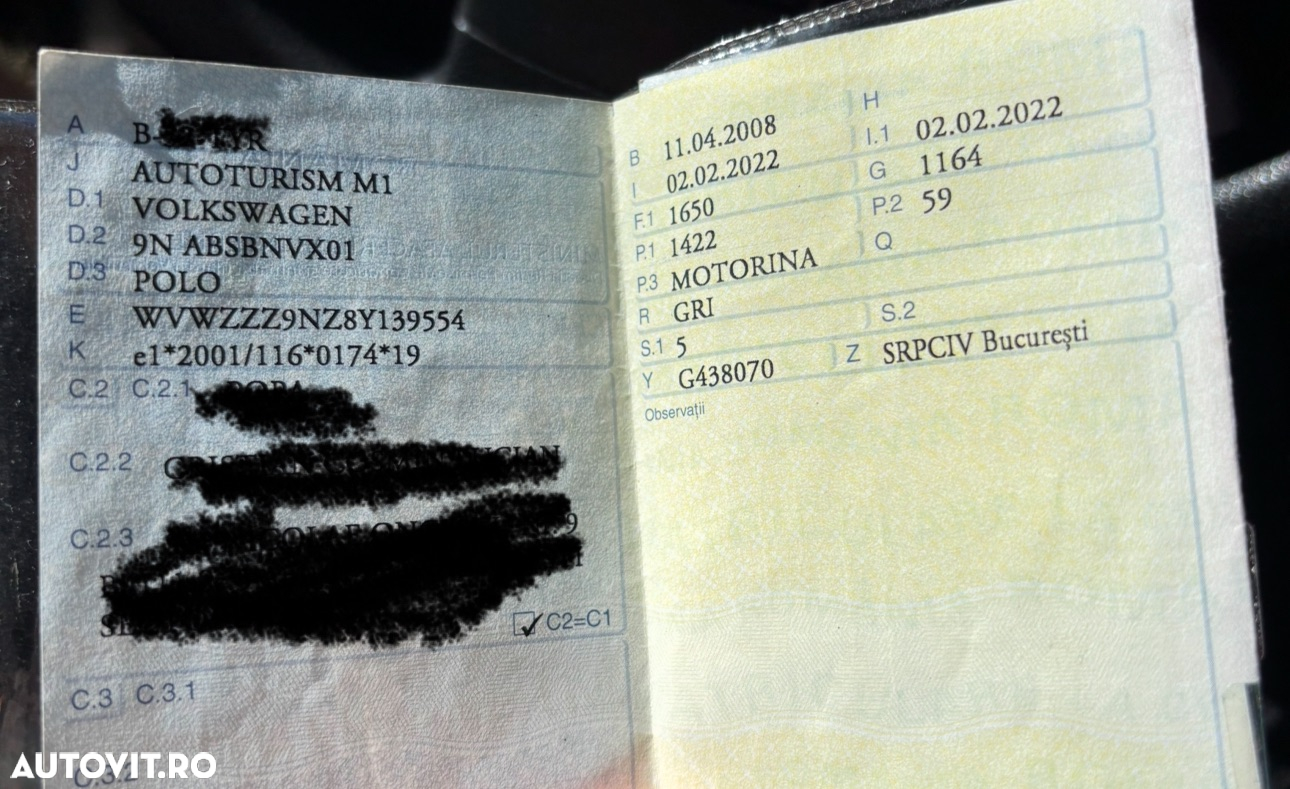 A
J AUTOTURISM M1
D.1 VOLKSWAGEN
D.2 9N ABSBNVX01
D.3 POLO
E WVWZZZ9NZ8Y139554
K e1*2001/116*0174*19
C.2 C.2.1
C.2.2
C.2.3
C2=C1
C.3 C.3.1
C.3.2
B 11.04.2008 H
I 02.02.2022 I.1 02.02.2022
F.1 1650 G 1164
P.1 1422 P.2 59
P.3 MOTORINA Q
R GRI
S.1 5 S.2
Y G438070 Z SRPCIV București
Observații
AUTOVIT.RO